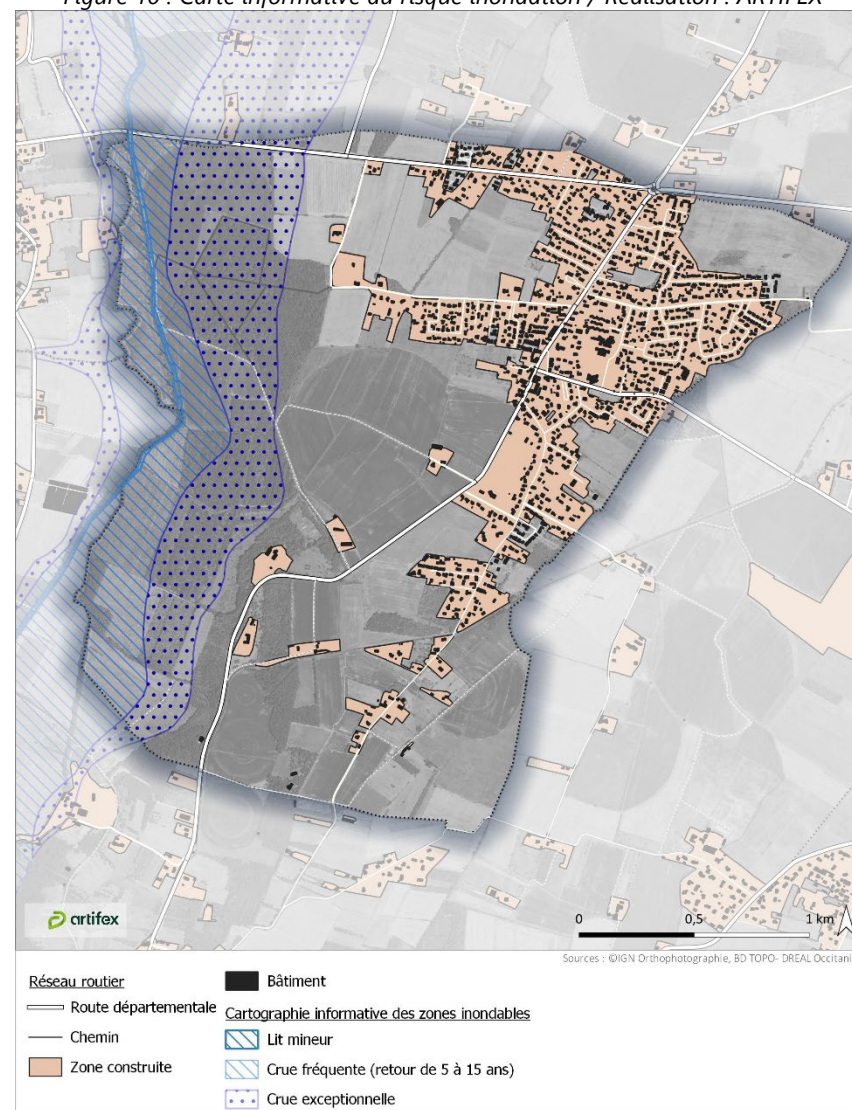 Figure 10 : Carte informative du risque inondation / Réalisation : ARTIFEX
artifex
0 0,5 1 km
Sources : ©IGN Orthophotographie, BD TOPO- DREAL Occitani
Réseau routier
Route départementale
Chemin
Zone construite
Bâtiment
Cartographie informative des zones inondables
Lit mineur
Crue fréquente (retour de 5 à 15 ans)
Crue exceptionnelle